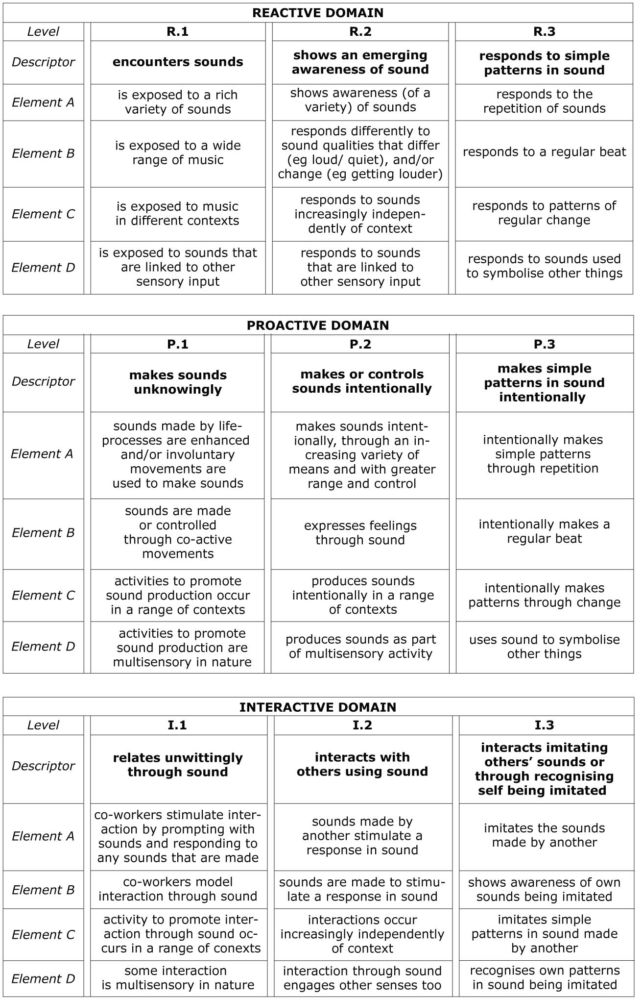 REACTIVE DOMAIN
Level
R.1
R.2
R.3
Descriptor
encounters sounds
shows an emerging
awareness of sound
responds to simple
patterns in sound
Element A
is exposed to a rich
variety of sounds
shows awareness (of a
variety) of sounds
responds to the
repetition of sounds
Element B
is exposed to a wide
range of music
responds differently to
sound qualities that differ
(eg loud/ quiet), and/or
change (eg getting louder)
responds to a regular beat
Element C
is exposed to music
in different contexts
responds to sounds
increasingly indepen-
dently of context
responds to patterns of
regular change
Element D
is exposed to sounds that
are linked to other
sensory input
responds to sounds
that are linked to
other sensory input
responds to sounds used
to symbolise other things
PROACTIVE DOMAIN
Level
P.1
P.2
P.3
Descriptor
makes sounds
unknowingly
makes or controls
sounds intentionally
makes simple
patterns in sound
intentionally
Element A
sounds made by life-
processes are enhanced
and/or involuntary
movements are
used to make sounds
makes sounds intent-
ionally, through an in-
creasing variety of
means and with greater
range and control
intentionally makes
simple patterns
through repetition
Element B
sounds are made
or controlled
through co-active
movements
expresses feelings
through sound
intentionally makes a
regular beat
Element C
activities to promote
sound production occur
in a range of contexts
produces sounds
intentionally in a range
of contexts
intentionally makes
patterns through change
Element D
activities to promote
sound production are
multisensory in nature
produces sounds as part
of multisensory activity
uses sound to symbolise
other things
INTERACTIVE DOMAIN
Level
I.1
I.2
I.3
Descriptor
relates unwittingly
through sound
interacts with
others using sound
interacts imitating
others’ sounds or
through recognising
self being imitated
Element A
co-workers stimulate inter-
action by prompting with
sounds and responding to
any sounds that are made
sounds made by
another stimulate a
response in sound
imitates the sounds
made by another
Element B
co-workers model
interaction through sound
sounds are made to stimu-
late a response in sound
shows awareness of own
sounds being imitated
Element C
activity to promote inter-
action through sound oc-
curs in a range of conexts
interactions occur
increasingly independently
of context
imitates simple
patterns in sound made
by another
Element D
some interaction
is multisensory in nature
interaction through sound
engages other senses too
recognises own patterns
in sound being imitated